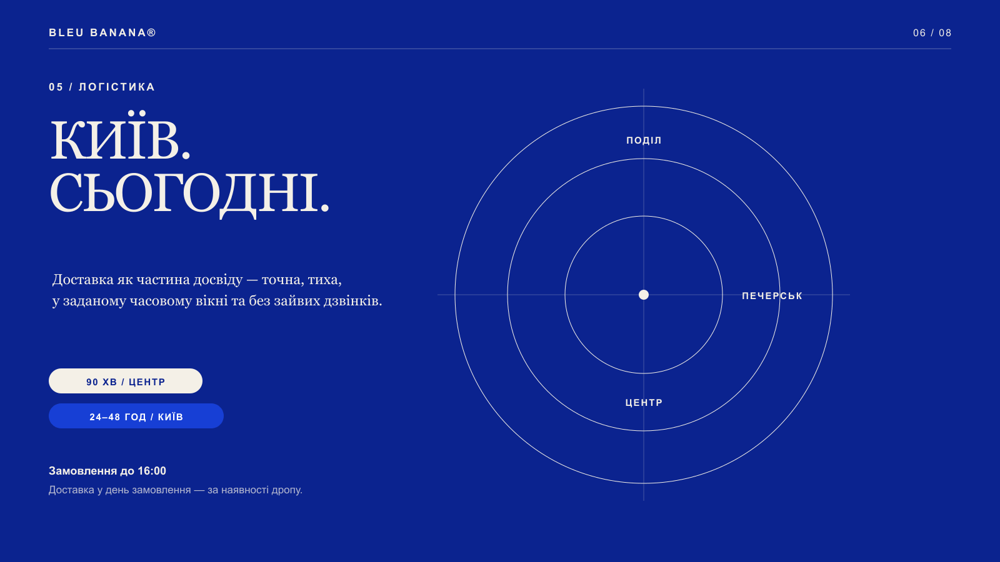 BLEU BANANA®
06 / 08
05 / ЛОГІСТИКА
КИЇВ.
СЬОГОДНІ.
Доставка як частина досвіду — точна, тиха,
у заданому часовому вікні та без зайвих дзвінків.
90 ХВ / ЦЕНТР
24–48 ГОД / КИЇВ
Замовлення до 16:00
Доставка у день замовлення — за наявності дропу.
ПОДІЛ
ПЕЧЕРСЬК
ЦЕНТР